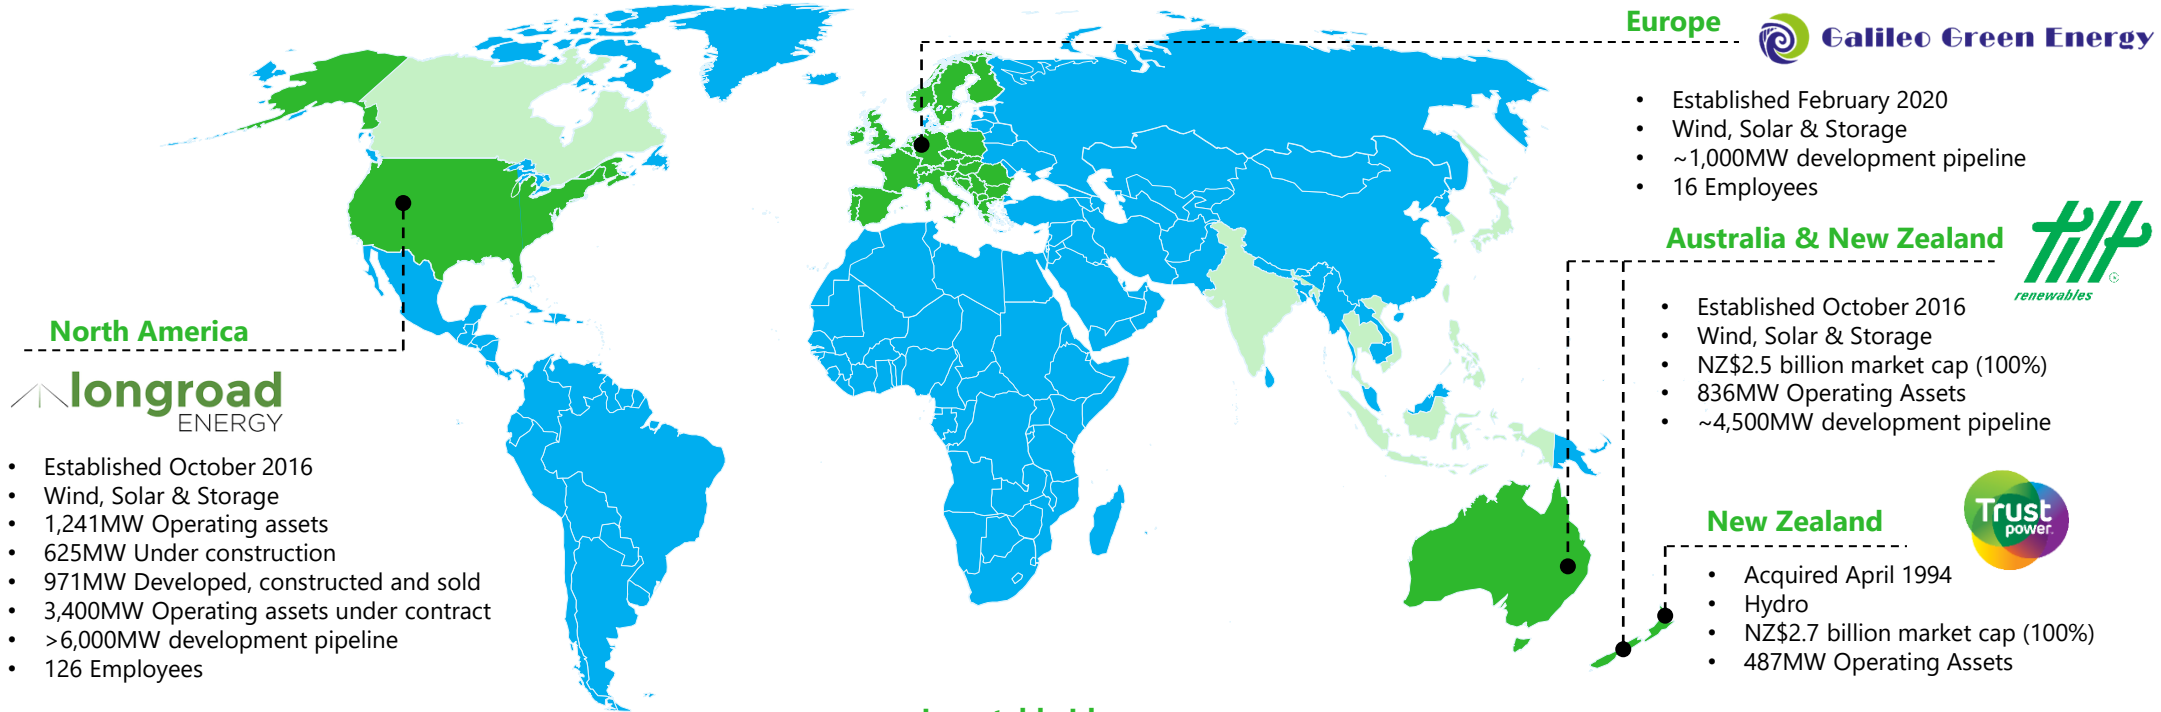 Europe
Galileo Green Energy
• Established February 2020
• Wind, Solar & Storage
• ~1,000MW development pipeline
• 16 Employees
Australia & New Zealand
tilt
renewables
• Established October 2016
• Wind, Solar & Storage
• NZ$2.5 billion market cap (100%)
• 836MW Operating Assets
• ~4,500MW development pipeline
North America
longroad
ENERGY
• Established October 2016
• Wind, Solar & Storage
• 1,241MW Operating assets
• 625MW Under construction
• 971MW Developed, constructed and sold
• 3,400MW Operating assets under contract
• >6,000MW development pipeline
• 126 Employees
New Zealand
Trust
power
• Acquired April 1994
• Hydro
• NZ$2.7 billion market cap (100%)
• 487MW Operating Assets